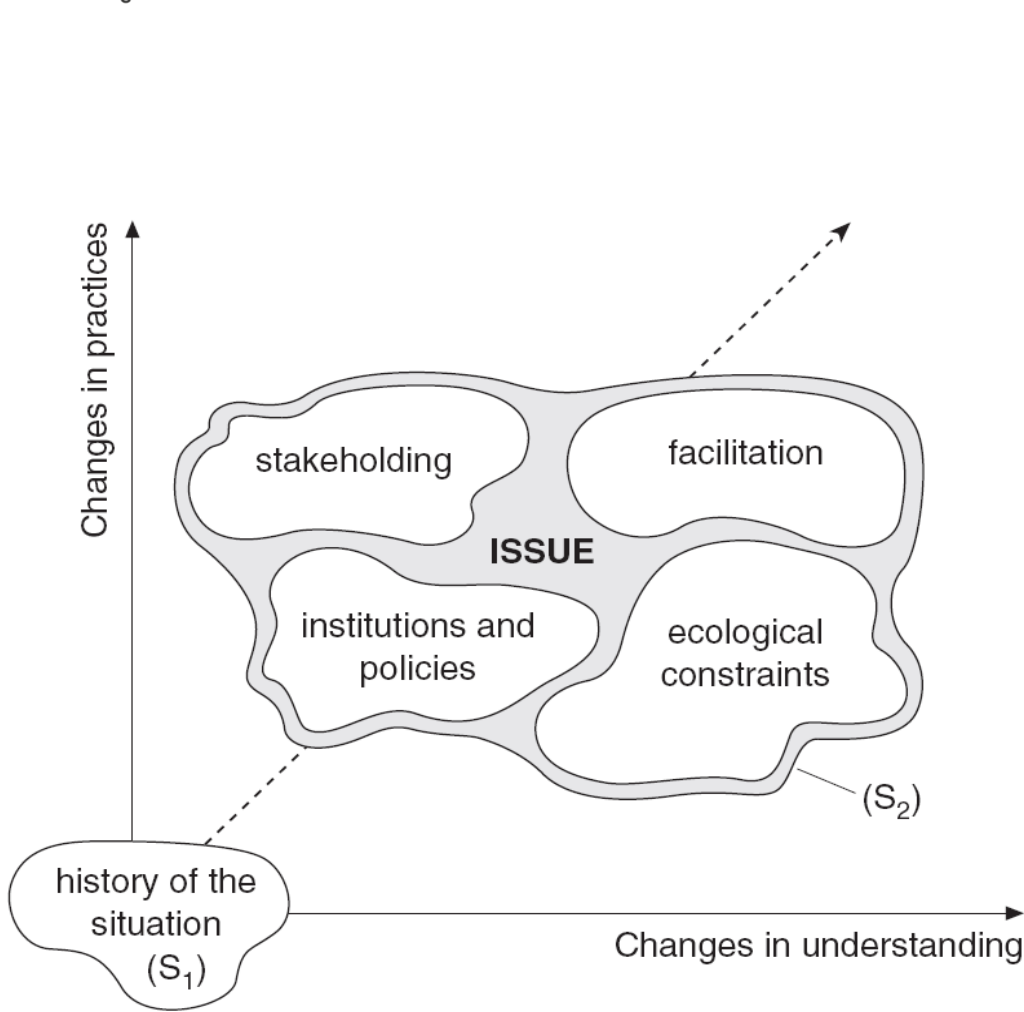 Changes in practices
stakeholding
facilitation
ISSUE
institutions and
policies
ecological
constraints
(S₂)
history of the
situation
(S₁)
Changes in understanding